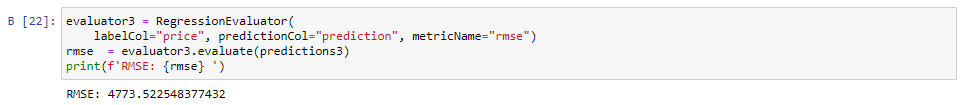 В [22]: evaluator3 = RegressionEvaluator(
labelCol="price", predictionCol="prediction", metricName="rmse")
rmse  = evaluator3.evaluate(predictions3)
print(f'RMSE: {rmse} ')
RMSE: 4773.522548377432